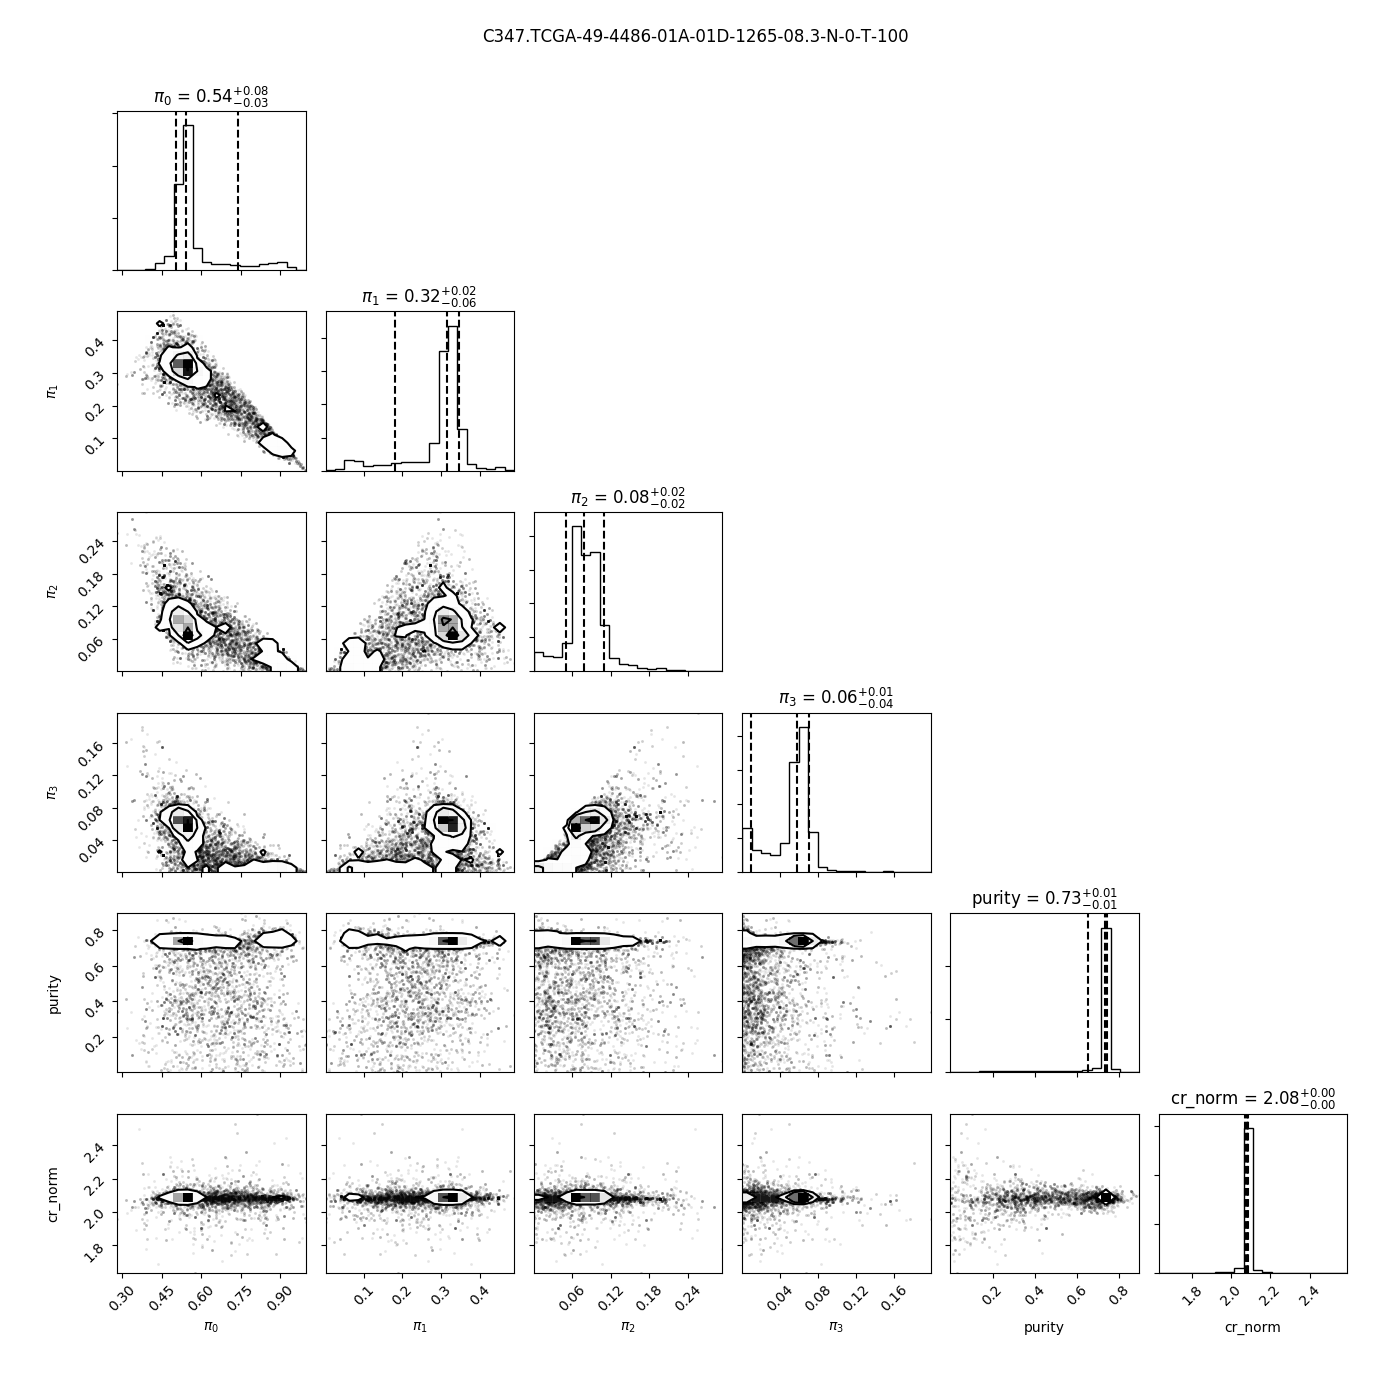 C347.TCGA-49-4486-01A-01D-1265-08.3-N-0-T-100
π₀ = 0.54 +0.08 −0.03
π₁ = 0.32 +0.02 −0.06
0.4
0.3
0.2
0.1
π₁
π₂ = 0.08 +0.02 −0.02
0.24
0.18
0.12
0.06
π₂
π₃ = 0.06 +0.01 −0.04
0.16
0.12
0.08
0.04
π₃
purity = 0.73 +0.01 −0.01
0.8
0.6
0.4
0.2
purity
cr_norm = 2.08 +0.00 −0.00
2.4
2.2
2.0
1.8
cr_norm
0.30 0.45 0.60 0.75 0.90
0.1 0.2 0.3 0.4
0.06 0.12 0.18 0.24
0.04 0.08 0.12 0.16
0.2 0.4 0.6 0.8
1.8 2.0 2.2 2.4
π₀ π₁ π₂ π₃ purity cr_norm